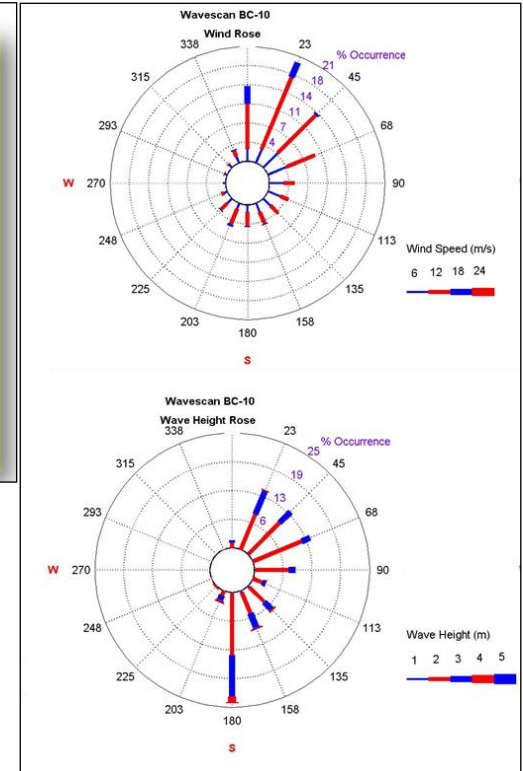 Wavescan BC-10
Wind Rose
338
23
% Occurrence
315
21
45
18
14
293
11
68
7
4
W 270
90
248
113
Wind Speed (m/s)
6 12 18 24
225
135
203
158
180
S
Wavescan BC-10
Wave Height Rose
338
23
% Occurrence
25
315
19
45
13
293
6
68
W 270
90
248
113
Wave Height (m)
1 2 3 4 5
225
135
203
158
180
S